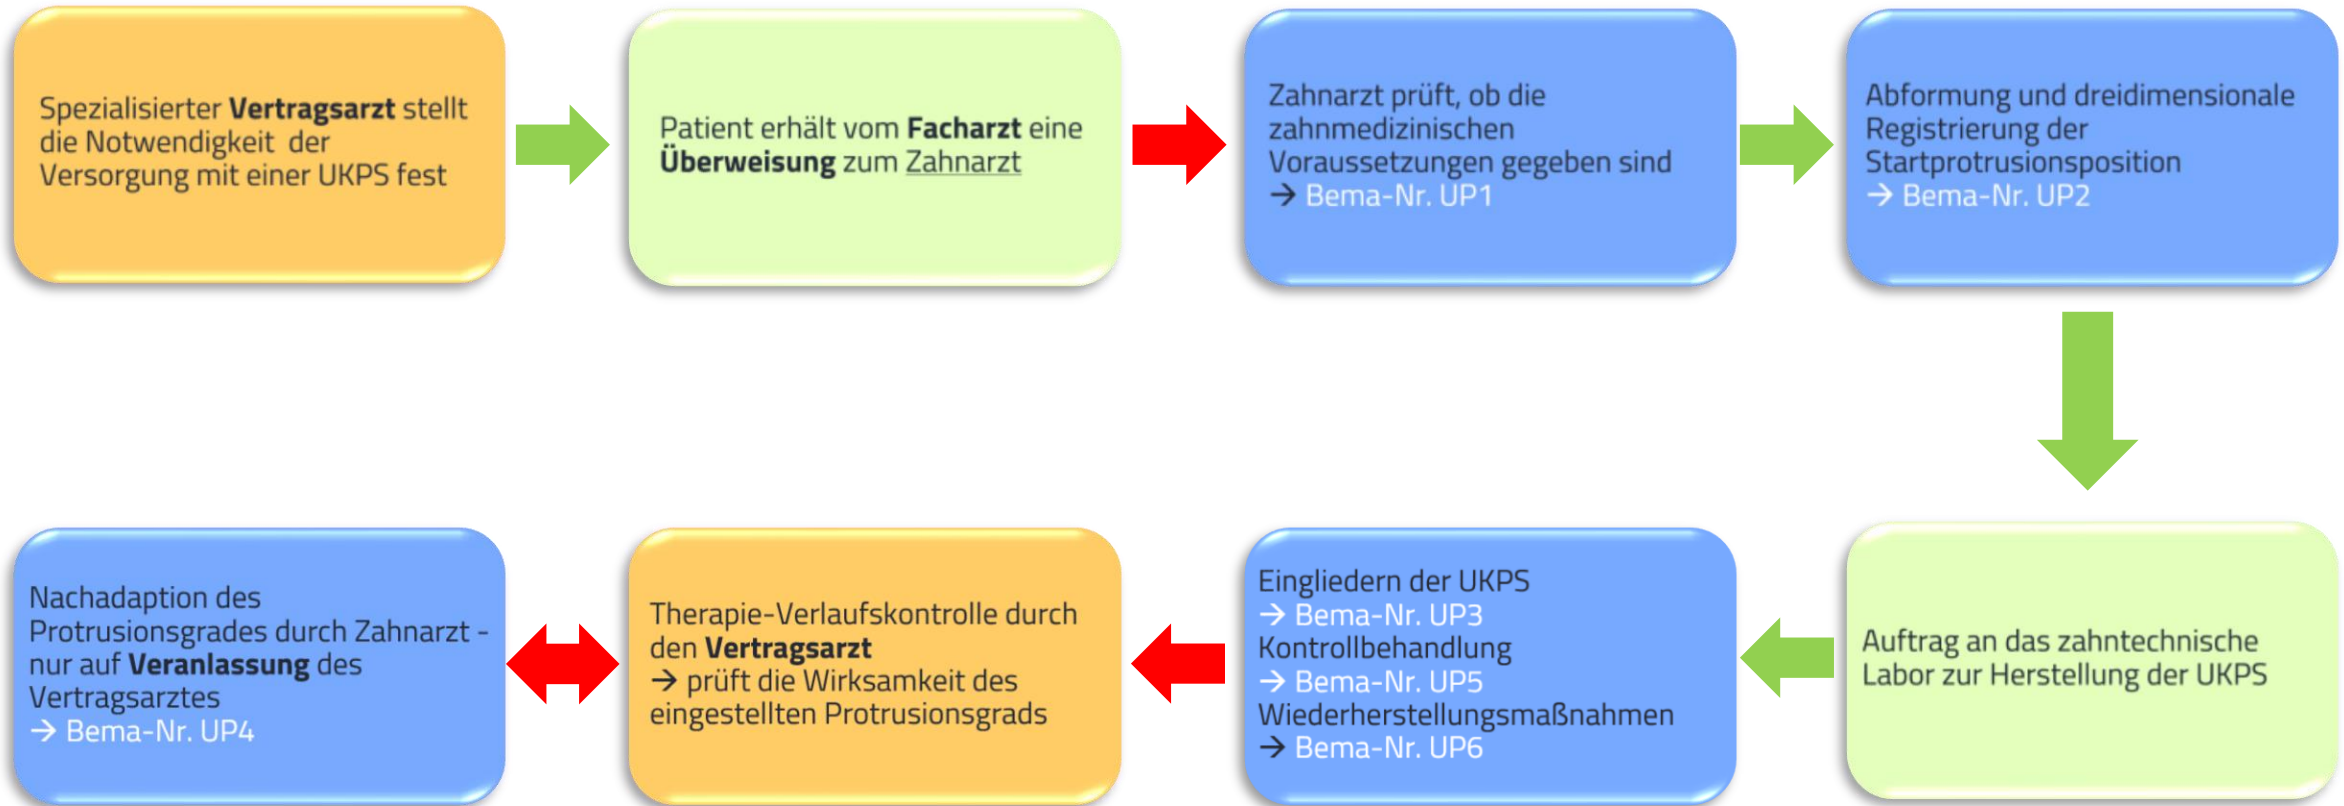 Spezialisierter Vertragsarzt stellt
die Notwendigkeit der
Versorgung mit einer UKPS fest
Patient erhält vom Facharzt eine
Überweisung zum Zahnarzt
Zahnarzt prüft, ob die
zahnmedizinischen
Voraussetzungen gegeben sind
→ Bema-Nr. UP1
Abformung und dreidimensionale
Registrierung der
Startprotrusionsposition
→ Bema-Nr. UP2
Auftrag an das zahntechnische
Labor zur Herstellung der UKPS
Eingliedern der UKPS
→ Bema-Nr. UP3
Kontrollbehandlung
→ Bema-Nr. UP5
Wiederherstellungsmaßnahmen
→ Bema-Nr. UP6
Therapie-Verlaufskontrolle durch
den Vertragsarzt
→ prüft die Wirksamkeit des
eingestellten Protrusionsgrads
Nachadaption des
Protrusionsgrades durch Zahnarzt -
nur auf Veranlassung des
Vertragsarztes
→ Bema-Nr. UP4